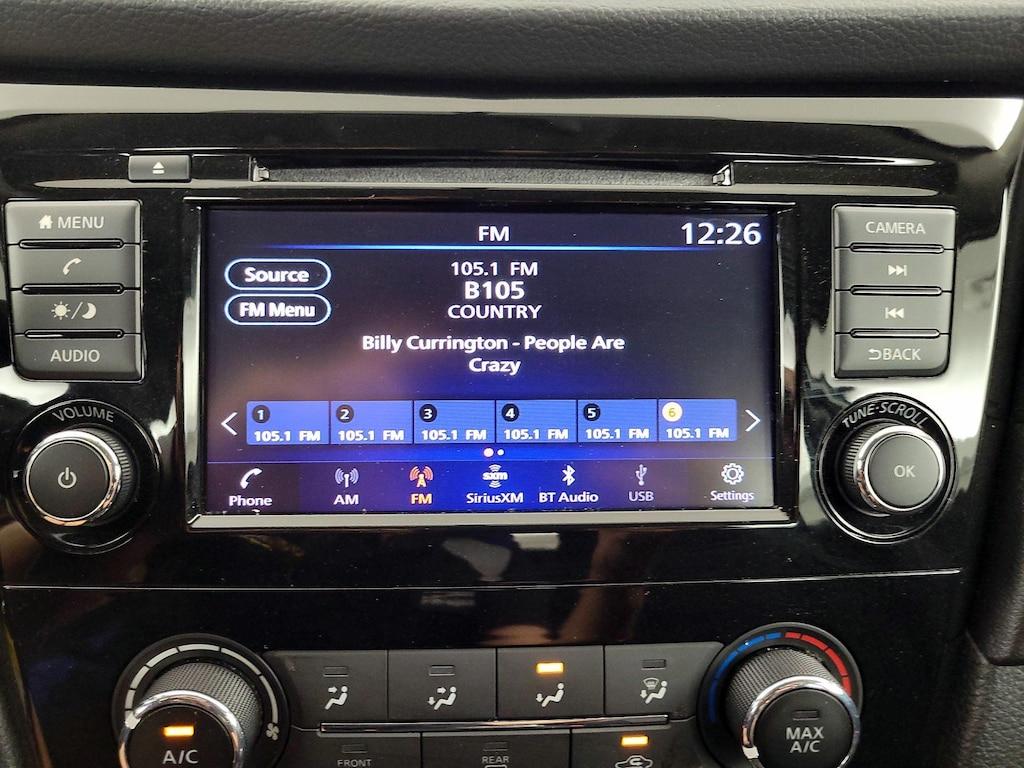 MENU
AUDIO
VOLUME
FM
12:26
Source
FM Menu
105.1 FM
B105
COUNTRY
Billy Currington - People Are
Crazy
1 2 3 4 5 6
105.1 FM 105.1 FM 105.1 FM 105.1 FM 105.1 FM 105.1 FM
Phone AM FM SiriusXM BT Audio USB Settings
sxm
CAMERA
BACK
TUNE·SCROLL
OK
A/C
FRONT
REAR
MAX
A/C